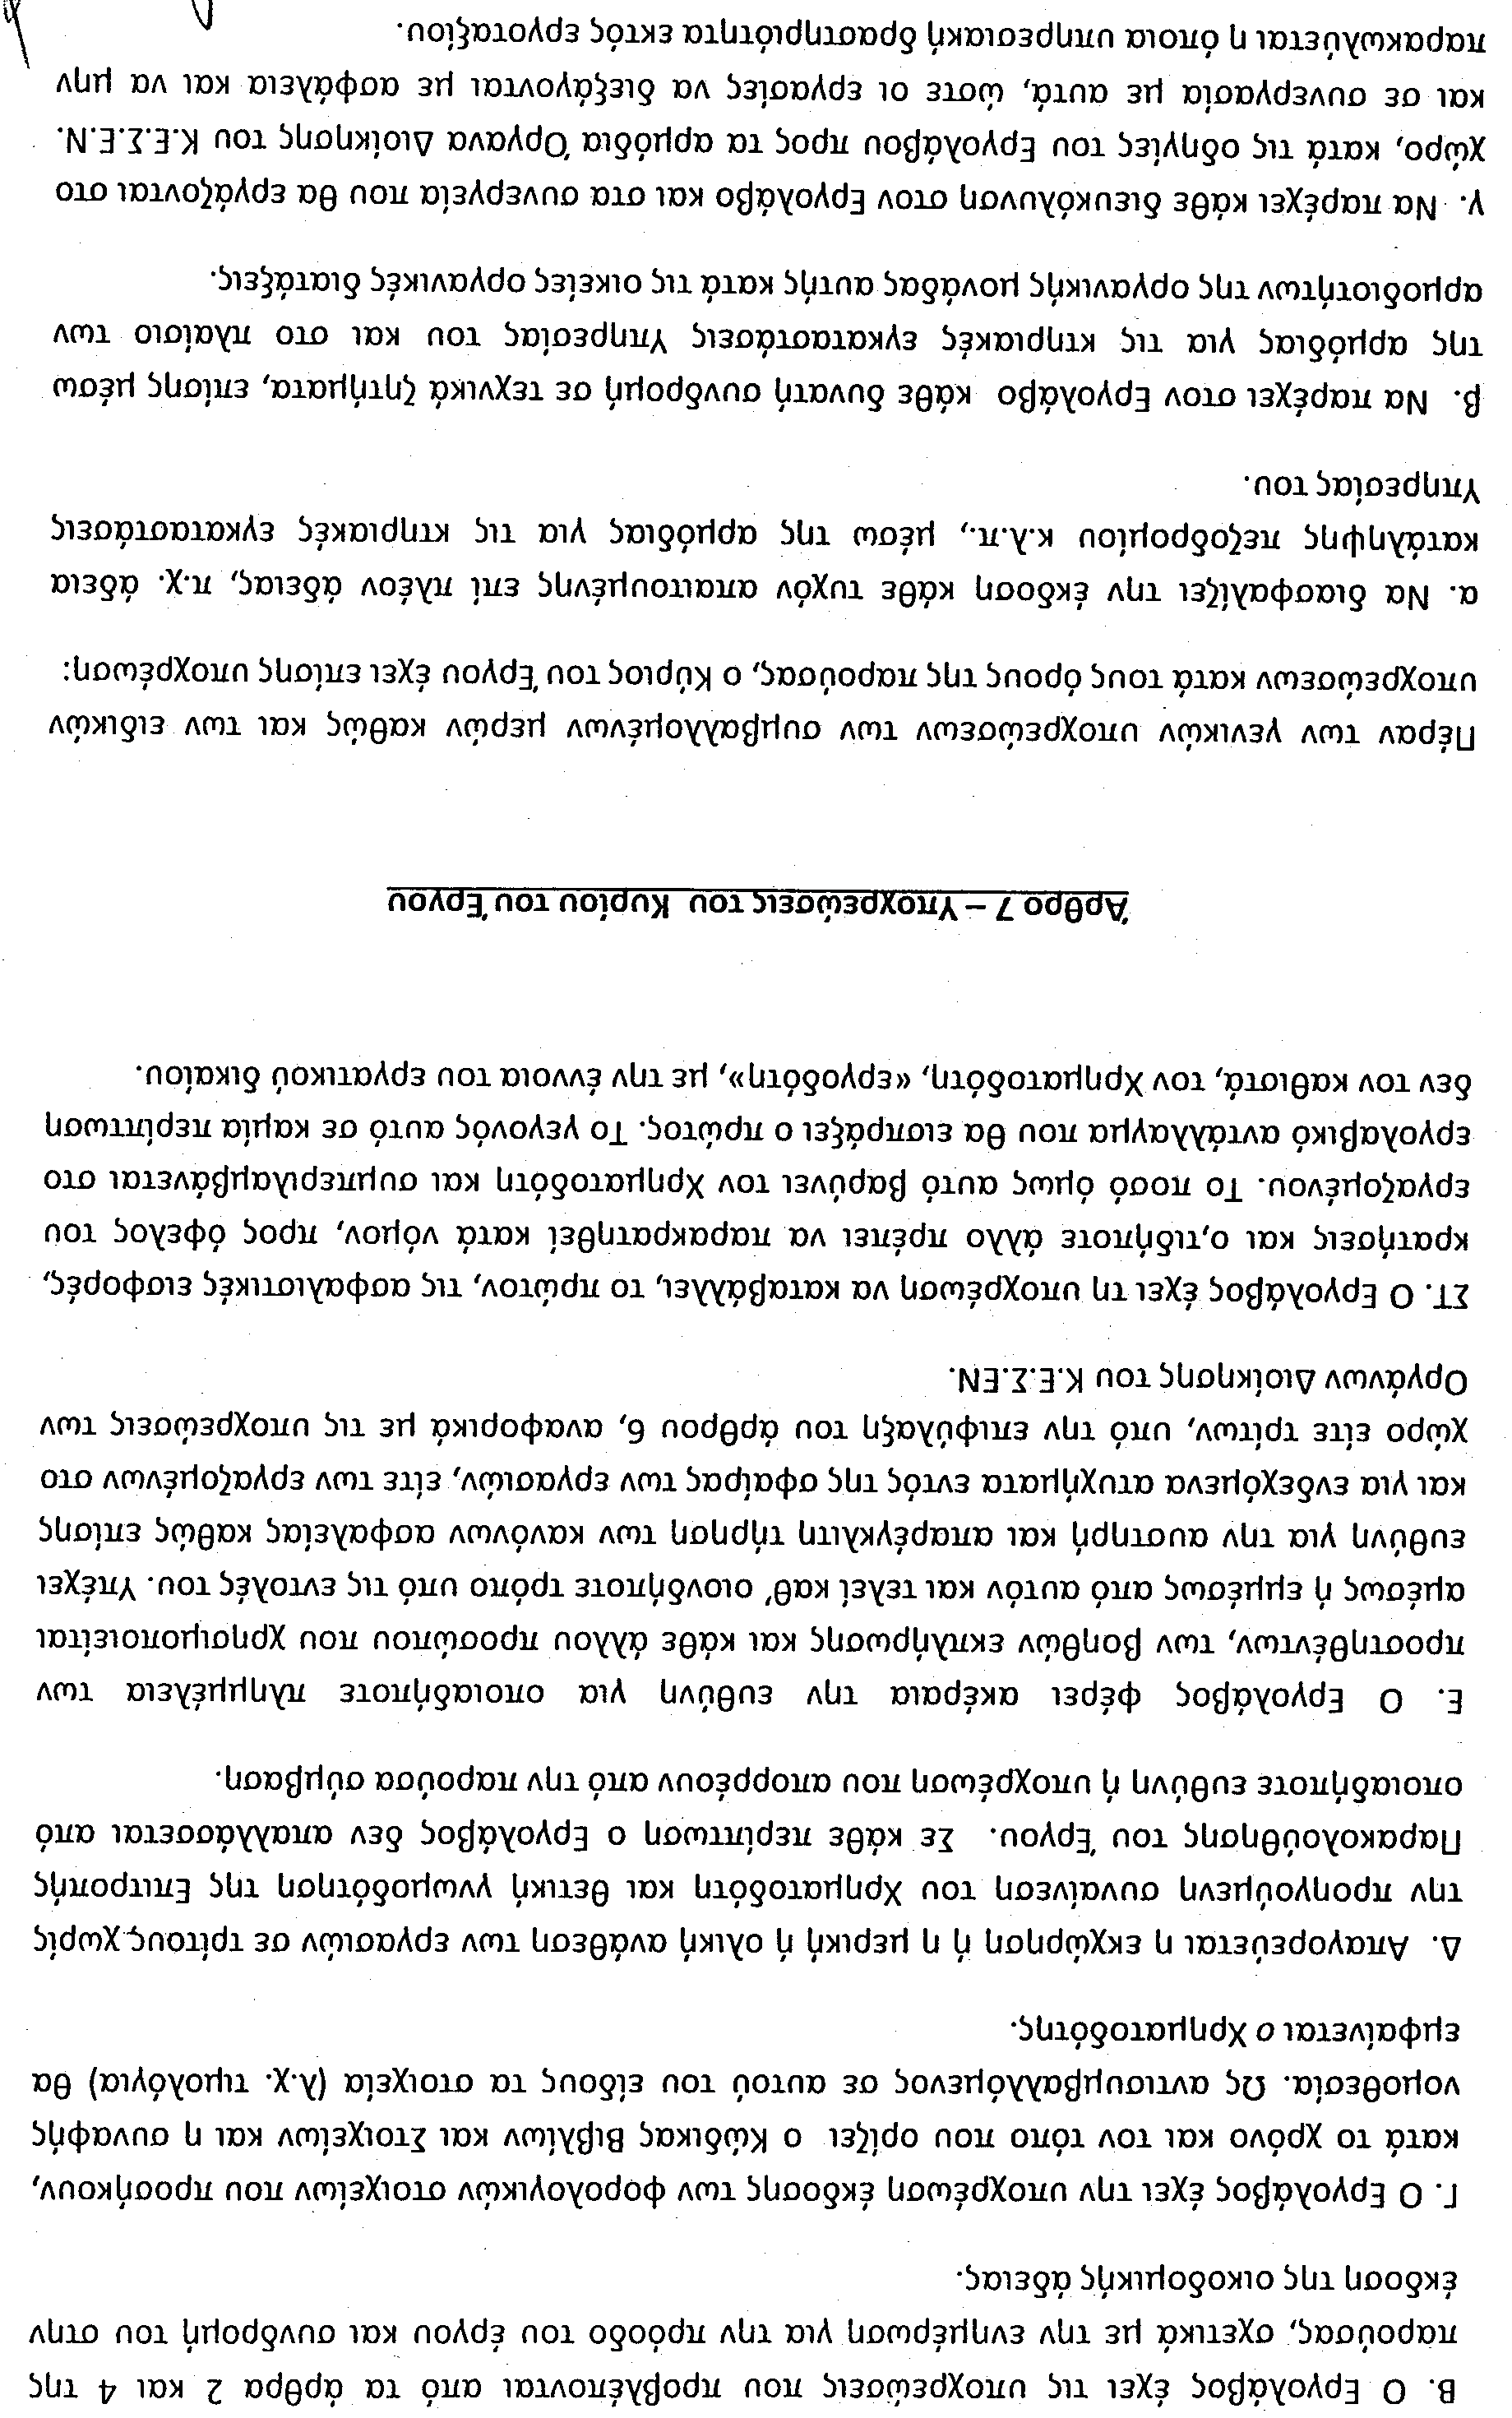 Β. Ο Εργολάβος έχει τις υποχρεώσεις που προβλέπονται από τα άρθρα 2 και 4 της
παρούσας, σχετικά με την ενημέρωση για την πρόοδο του έργου και συνδρομή του στην
έκδοση της οικοδομικής άδειας.
Γ. Ο Εργολάβος έχει την υποχρέωση έκδοσης των φορολογικών στοιχείων που προσήκουν,
κατά το χρόνο και τον τόπο που ορίζει ο Κώδικας Βιβλίων και Στοιχείων και η συναφής
νομοθεσία. Ως αντισυμβαλλόμενος σε αυτού του είδους τα στοιχεία (λ.χ. τιμολόγια) θα
εμφαίνεται ο Χρηματοδότης.
Δ. Απαγορεύεται η εκχώρηση ή η μερική ή ολική ανάθεση των εργασιών σε τρίτους χωρίς
την προηγούμενη συναίνεση του Χρηματοδότη και θετική γνωμοδότηση της Επιτροπής
Παρακολούθησης του Έργου. Σε κάθε περίπτωση ο Εργολάβος δεν απαλλάσσεται από
οποιαδήποτε ευθύνη ή υποχρέωση που απορρέουν από την παρούσα σύμβαση.
Ε. Ο Εργολάβος φέρει ακέραια την ευθύνη για οποιαδήποτε πλημμέλεια των
προστηθέντων, των βοηθών εκπλήρωσης και κάθε άλλου προσώπου που χρησιμοποιείται
αμέσως ή εμμέσως από αυτόν και τελεί καθ' οιονδήποτε τρόπο υπό τις εντολές του. Υπέχει
ευθύνη για την αυστηρή και απαρέγκλιτη τήρηση των κανόνων ασφαλείας καθώς επίσης
και για ενδεχόμενα ατυχήματα εντός της σφαίρας των εργασιών, είτε των εργαζομένων στο
χώρο είτε τρίτων, υπό την επιφύλαξη του άρθρου 6, αναφορικά με τις υποχρεώσεις των
Οργάνων Διοίκησης του Κ.Ε.Σ.ΕΝ.
ΣΤ. Ο Εργολάβος έχει τη υποχρέωση να καταβάλλει, το πρώτον, τις ασφαλιστικές εισφορές,
κρατήσεις και ο,τιδήποτε άλλο πρέπει να παρακρατηθεί κατά νόμον, προς όφελος του
εργαζομένου. Το ποσό όμως αυτό βαρύνει τον Χρηματοδότη και συμπεριλαμβάνεται στο
εργολαβικό αντάλλαγμα που θα εισπράξει ο πρώτος. Το γεγονός αυτό σε καμία περίπτωση
δεν τον καθιστά, τον Χρηματοδότη, «εργοδότη», με την έννοια του εργατικού δικαίου.
Άρθρο 7 – Υποχρεώσεις του Κυρίου του Έργου
Πέραν των γενικών υποχρεώσεων των συμβαλλομένων μερών καθώς και των ειδικών
υποχρεώσεων κατά τους όρους της παρούσας, ο Κύριος του Έργου έχει επίσης υποχρέωση:
α. Να διασφαλίζει την έκδοση κάθε τυχόν απαιτουμένης επί πλέον άδειας, π.χ. άδεια
κατάληψης πεζοδρομίου κ.λ.π., μέσω της αρμόδιας για τις κτηριακές εγκαταστάσεις
Υπηρεσίας του.
β. Να παρέχει στον Εργολάβο κάθε δυνατή συνδρομή σε τεχνικά ζητήματα, επίσης μέσω
της αρμόδιας για τις κτηριακές εγκαταστάσεις Υπηρεσίας του και στο πλαίσιο των
αρμοδιοτήτων της οργανικής μονάδας αυτής κατά τις οικείες οργανικές διατάξεις.
γ. Να παρέχει κάθε διευκόλυνση στον Εργολάβο και στα συνεργεία που θα εργάζονται στο
χώρο, κατά τις οδηγίες του Εργολάβου προς τα αρμόδια Όργανα Διοίκησης του Κ.Ε.Σ.Ε.Ν.
και σε συνεργασία με αυτά, ώστε οι εργασίες να διεξάγονται με ασφάλεια και να μην
παρακωλύεται η όποια υπηρεσιακή δραστηριότητα εκτός εργοταξίου.